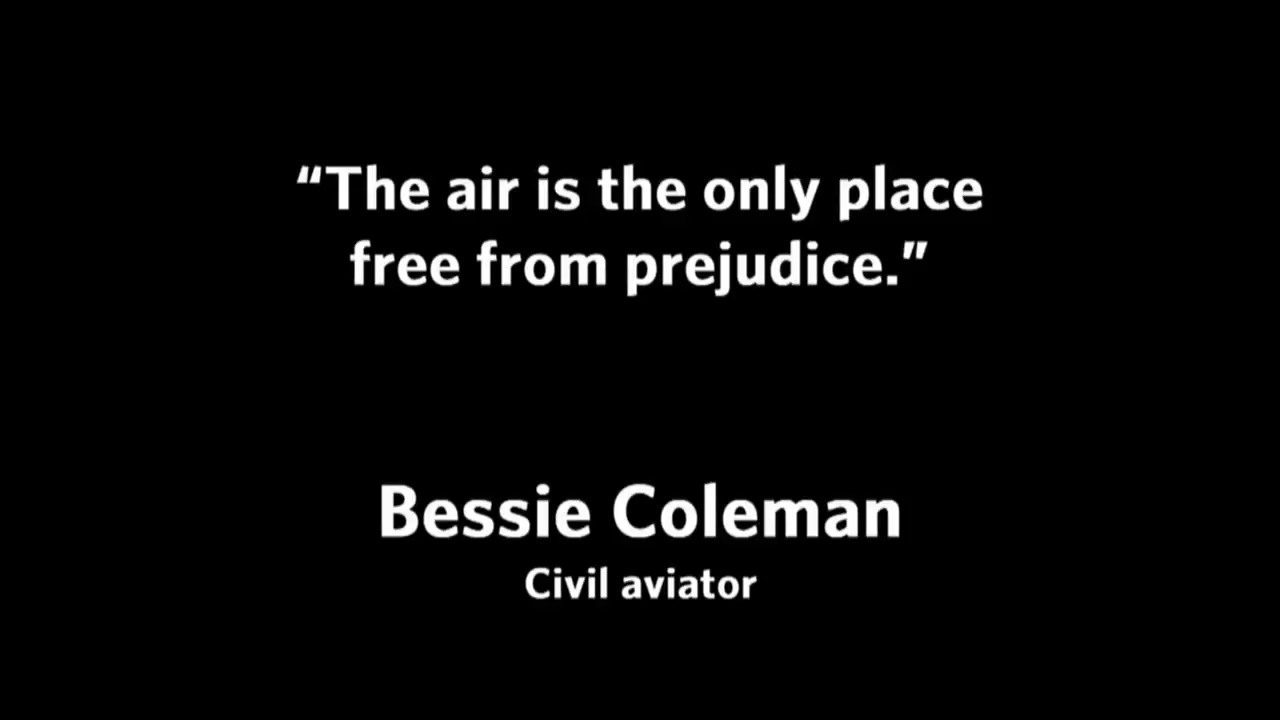 “The air is the only place
free from prejudice.”
Bessie Coleman
Civil aviator